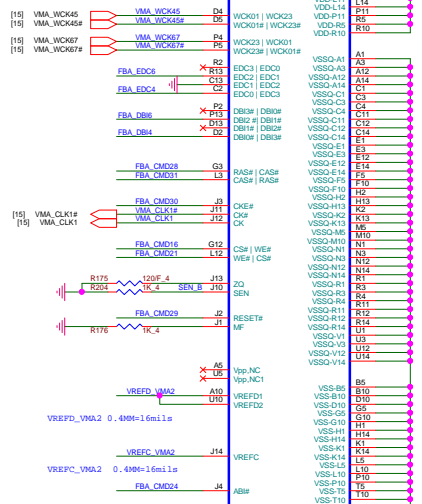 [15] VMA_WCK45 VMA_WCK45 D4 WCK01 | WCK23
[15] VMA_WCK45# VMA_WCK45# D5 WCK01# | WCK23#
[15] VMA_WCK67 VMA_WCK67 P4 WCK23 | WCK01
[15] VMA_WCK67# VMA_WCK67# P5 WCK23# | WCK01#
R2 EDC3 | EDC0
FBA_EDC6 R13 EDC2 | EDC1
C13 EDC1 | EDC2
FBA_EDC4 C2 EDC0 | EDC3
P2 DBI3# | DBI0#
FBA_DBI6 P13 DBI2 # | DBI1#
D13 DBI1# | DBI2#
FBA_DBI4 D2 DBI0# | DBI3#
FBA_CMD28 G3 RAS# | CAS#
FBA_CMD31 L3 CAS# | RAS#
FBA_CMD30 J3 CKE#
[15] VMA_CLK1# VMA_CLK1# J11 CK#
[15] VMA_CLK1 VMA_CLK1 J12 CK
FBA_CMD16 G12 CS# | WE#
FBA_CMD21 L12 WE# | CS#
R175 120/F_4 J13 ZQ
R204 1K_4 SEN_B J10 SEN
FBA_CMD29 J2 RESET#
R176 1K_4 J1 MF
A5 Vpp,NC
U5 Vpp,NC1
VREFD_VMA2 A10 VREFD1
U10 VREFD2
VREFD_VMA2 0.4MM=16mils
VREFC_VMA2 J14 VREFC
VREFC_VMA2 0.4MM=16mils
FBA_CMD24 J4 ABI#
VDD-L14 L14
VDD-P11 P11
VDD-R5 R5
VDD-R10 R10
VSSQ-A1 A1
VSSQ-A3 A3
VSSQ-A12 A12
VSSQ-A14 A14
VSSQ-C1 C1
VSSQ-C3 C3
VSSQ-C4 C4
VSSQ-C11 C11
VSSQ-C12 C12
VSSQ-C14 C14
VSSQ-E1 E1
VSSQ-E3 E3
VSSQ-E12 E12
VSSQ-E14 E14
VSSQ-F5 F5
VSSQ-F10 F10
VSSQ-H2 H2
VSSQ-H13 H13
VSSQ-K2 K2
VSSQ-K13 K13
VSSQ-M5 M5
VSSQ-M10 M10
VSSQ-N1 N1
VSSQ-N3 N3
VSSQ-N12 N12
VSSQ-N14 N14
VSSQ-R1 R1
VSSQ-R3 R3
VSSQ-R4 R4
VSSQ-R11 R11
VSSQ-R12 R12
VSSQ-R14 R14
VSSQ-V1 U1
VSSQ-V3 U3
VSSQ-V12 U12
VSSQ-V14 U14
VSS-B5 B5
VSS-B10 B10
VSS-D10 D10
VSS-G5 G5
VSS-G10 G10
VSS-H1 H1
VSS-H14 H14
VSS-K1 K1
VSS-K14 K14
VSS-L5 L5
VSS-L10 L10
VSS-P10 P10
VSS-T5 T5
VSS-T10 T10